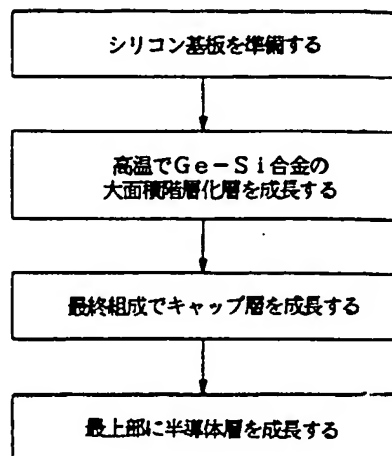 シリコン基板を準備する
高温でGe-Si合金の
大面積階層化層を成長する
最終組成でキャップ層を成長する
最上部に半導体層を成長する